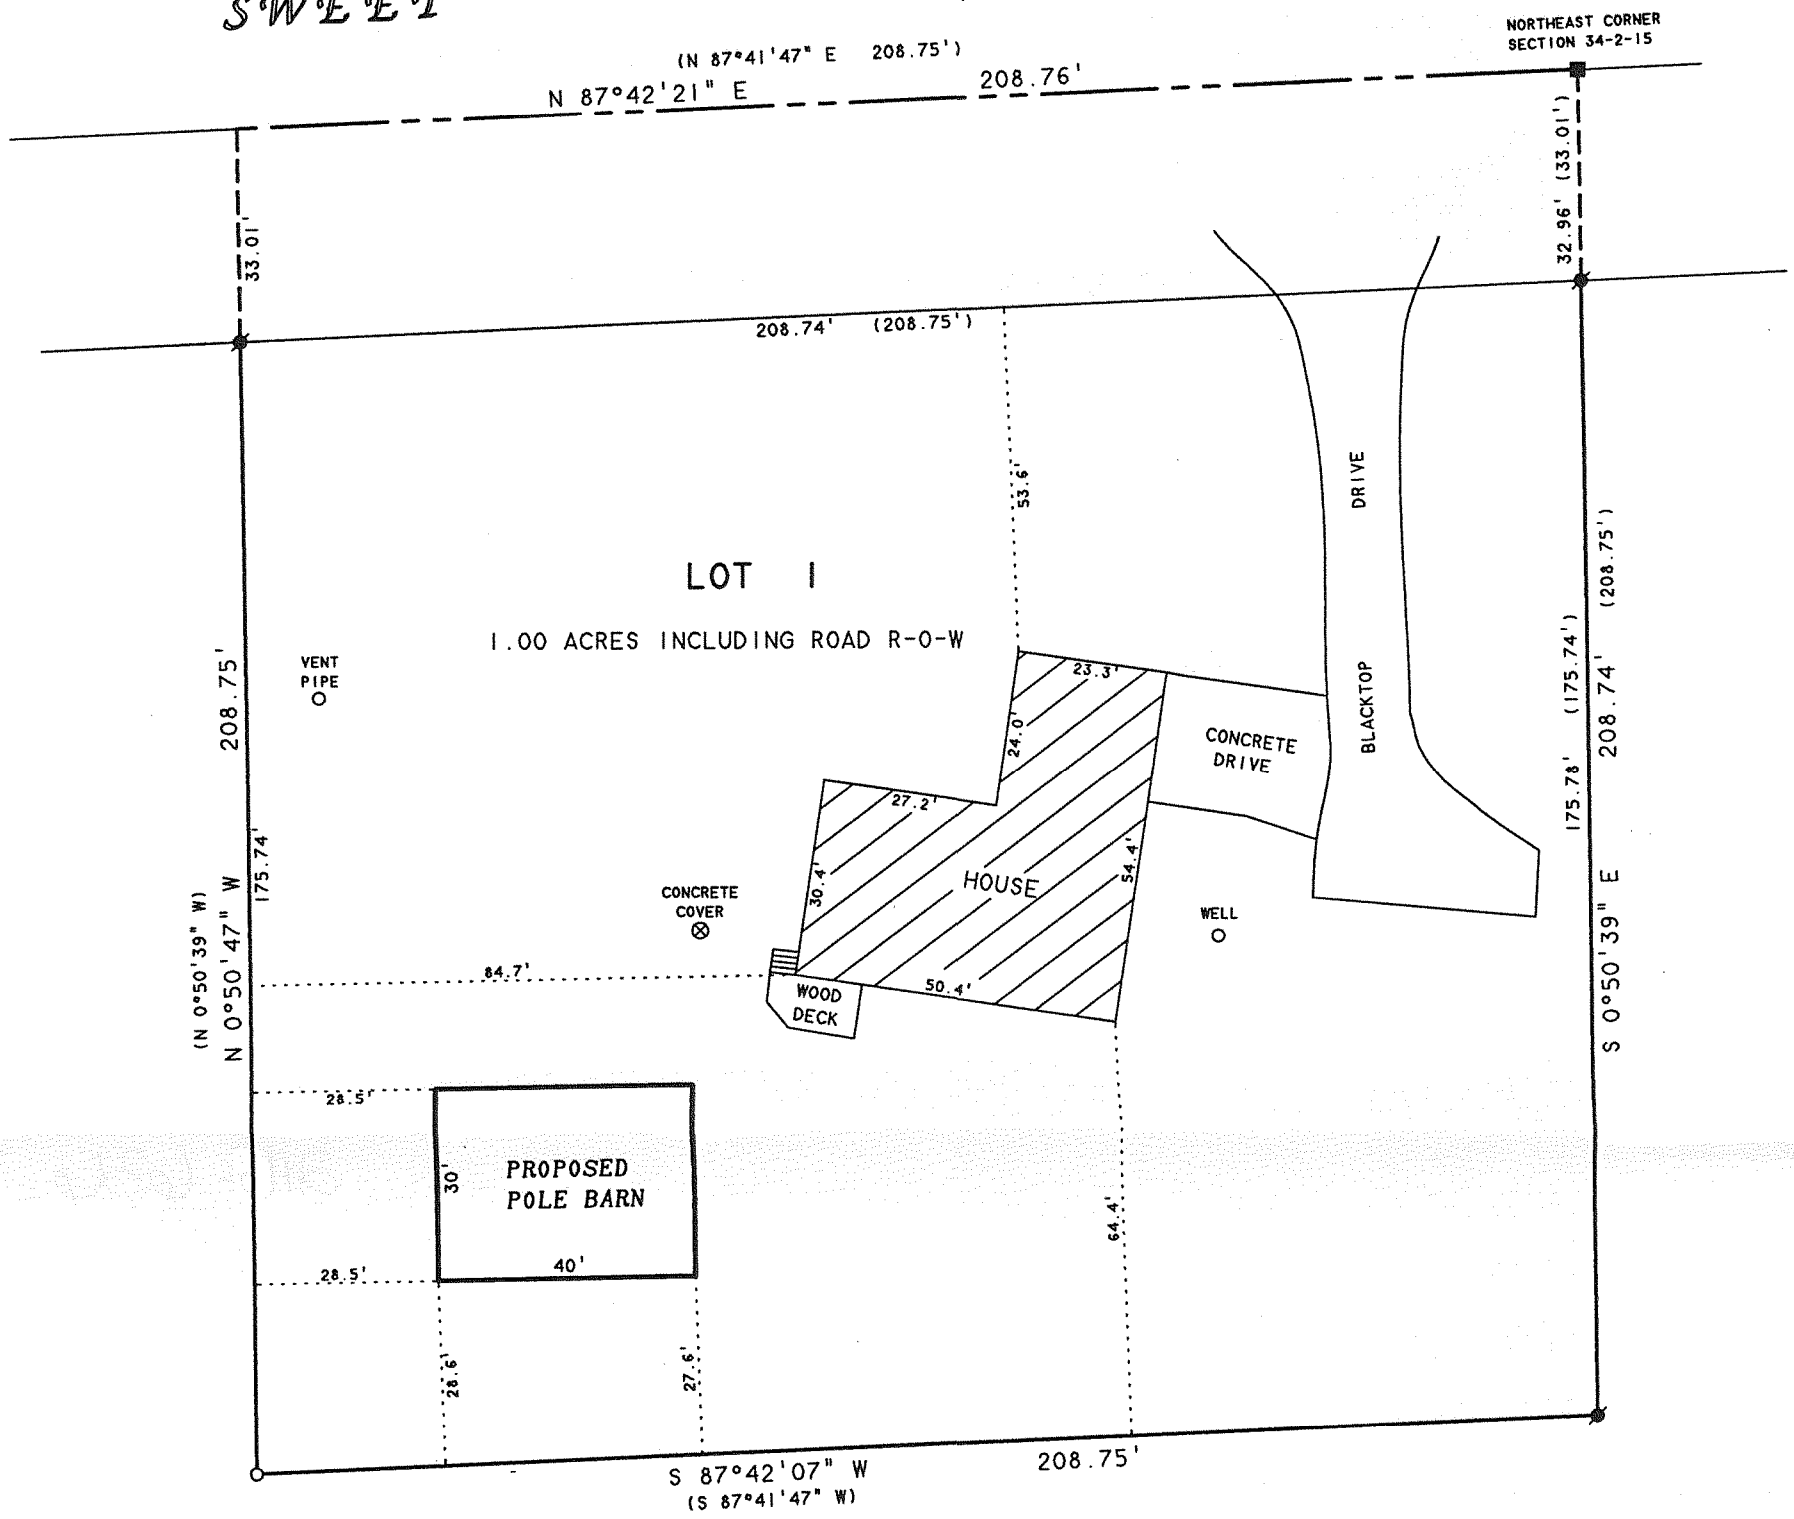 SWEET
NORTHEAST CORNER
SECTION 34-2-15
(N 87°41'47" E 208.75')
N 87°42'21" E 208.76'
33.01'
32.96' (33.01')
208.74' (208.75')
53.6'
DRIVE
BLACKTOP
LOT 1
1.00 ACRES INCLUDING ROAD R-O-W
VENT
PIPE
23.3'
24.0'
CONCRETE
DRIVE
27.2'
30.4'
54.4'
HOUSE
50.4'
CONCRETE
COVER
WELL
84.7'
WOOD
DECK
(N 0°50'39" W)
N 0°50'47" W 208.75'
175.74'
175.78' (175.74')
S 0°50'39" E 208.74' (208.75')
28.5'
30'
PROPOSED
POLE BARN
40'
28.5'
28.6'
27.6'
64.4'
S 87°42'07" W 208.75'
(S 87°41'47" W)